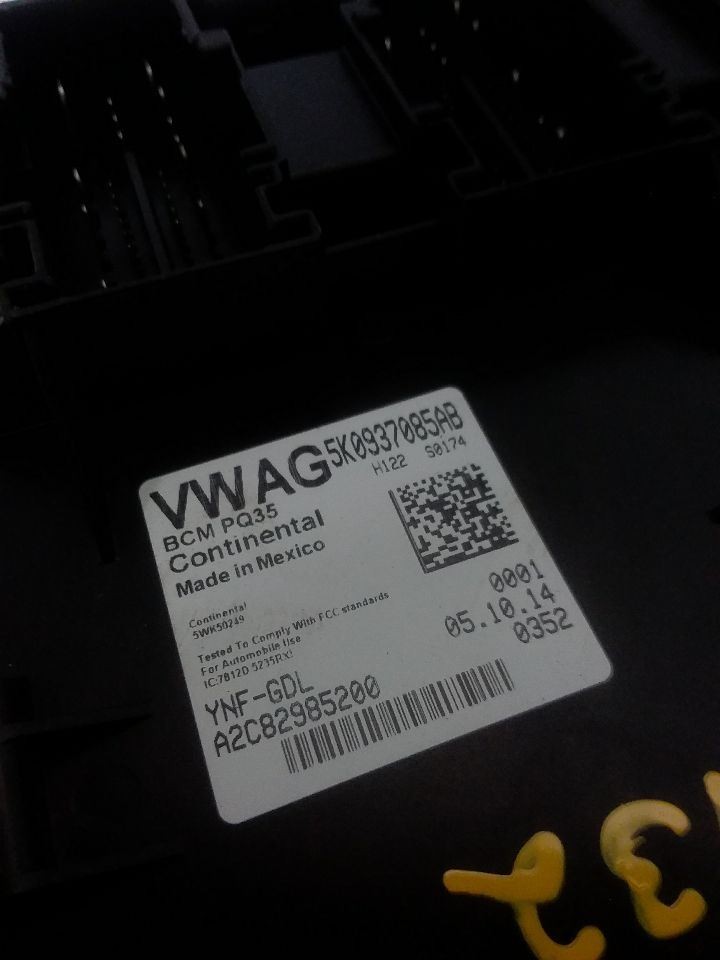 VWAG 5K0937085AB
H122 S0174
BCM PQ35
Continental
Made in Mexico
Continental
5WK50249
Tested To Comply With FCC standards
For Automobile Use
0001
05.10.14
0352
YNF-GDL
A2C82985200